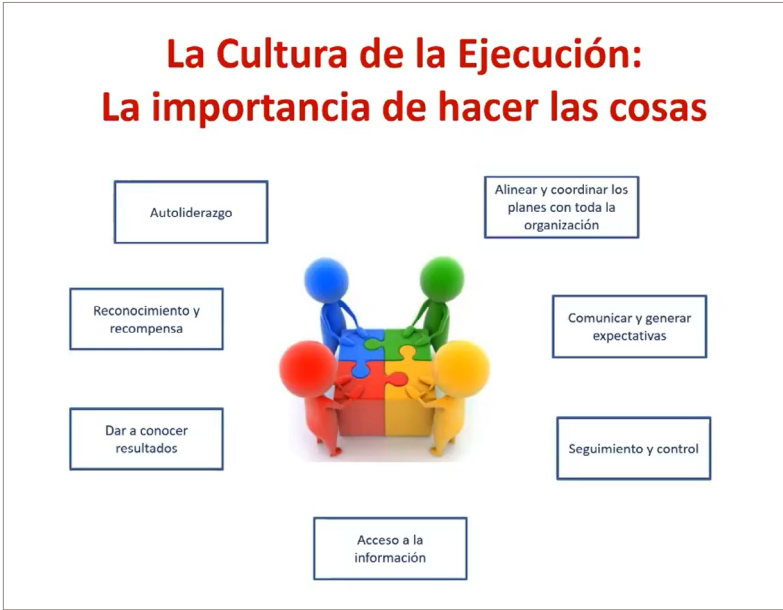 La Cultura de la Ejecución:
La importancia de hacer las cosas
Autoliderazgo
Alinear y coordinar los
planes con toda la
organización
Reconocimiento y
recompensa
Comunicar y generar
expectativas
Dar a conocer
resultados
Seguimiento y control
Acceso a la
información